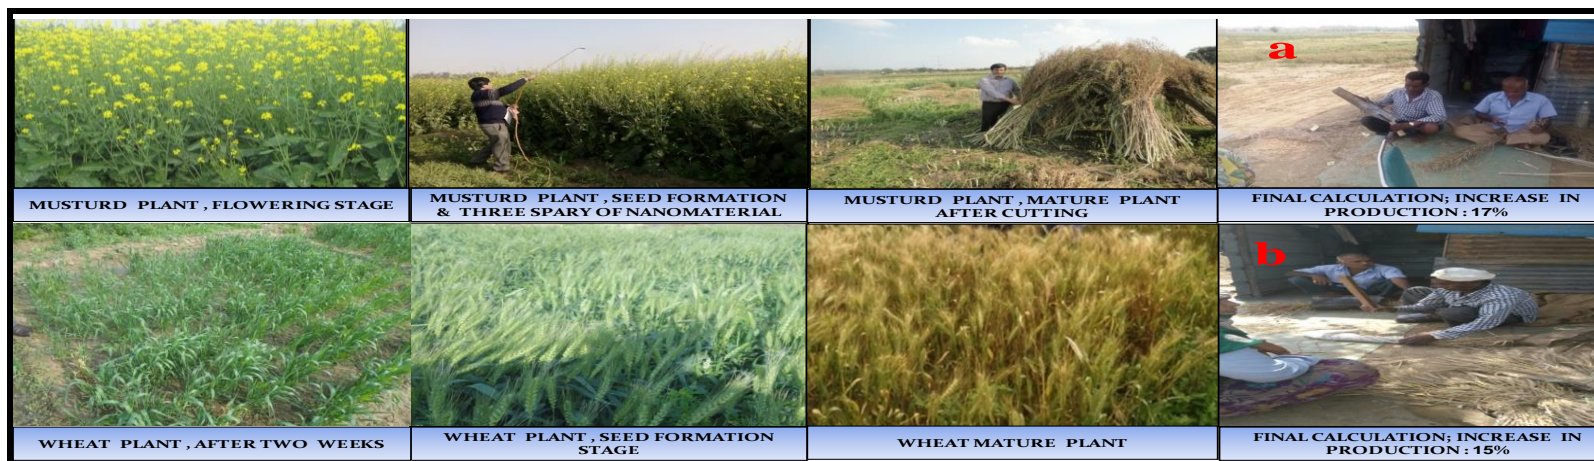 a
MUSTURD PLANT , FLOWERING STAGE
MUSTURD PLANT , SEED FORMATION
& THREE SPARY OF NANOMATERIAL
MUSTURD PLANT , MATURE PLANT
AFTER CUTTING
FINAL CALCULATION; INCREASE IN
PRODUCTION : 17%
b
WHEAT PLANT , AFTER TWO WEEKS
WHEAT PLANT , SEED FORMATION
STAGE
WHEAT MATURE PLANT
FINAL CALCULATION; INCREASE IN
PRODUCTION : 15%